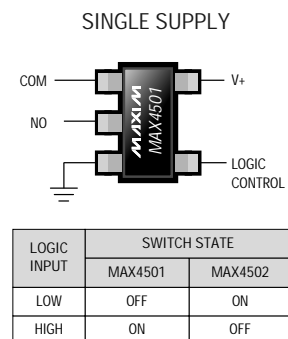 SINGLE SUPPLY
COM
V+
NO
MAXIM
MAX4501
LOGIC
CONTROL
LOGIC
INPUT
SWITCH STATE
MAX4501 MAX4502
LOW OFF ON
HIGH ON OFF